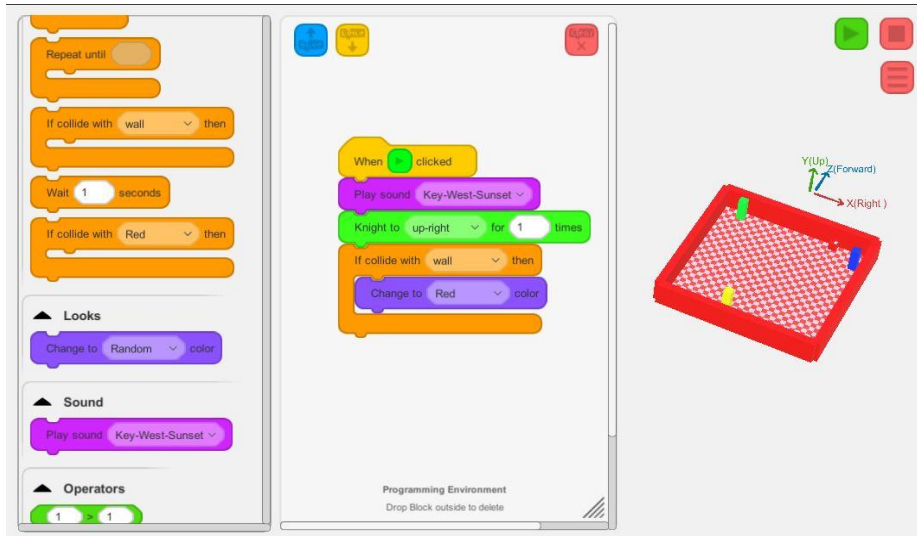 Repeat until
If collide with wall then
Wait 1 seconds
If collide with Red then
Looks
Change to Random color
Sound
Play sound Key-West-Sunset
Operators
1 > 1
When clicked
Play sound Key-West-Sunset
Knight to up-right for 1 times
If collide with wall then
Change to Red color
Programming Environment
Drop Block outside to delete
Y(Up)
Z(Forward)
X(Right )